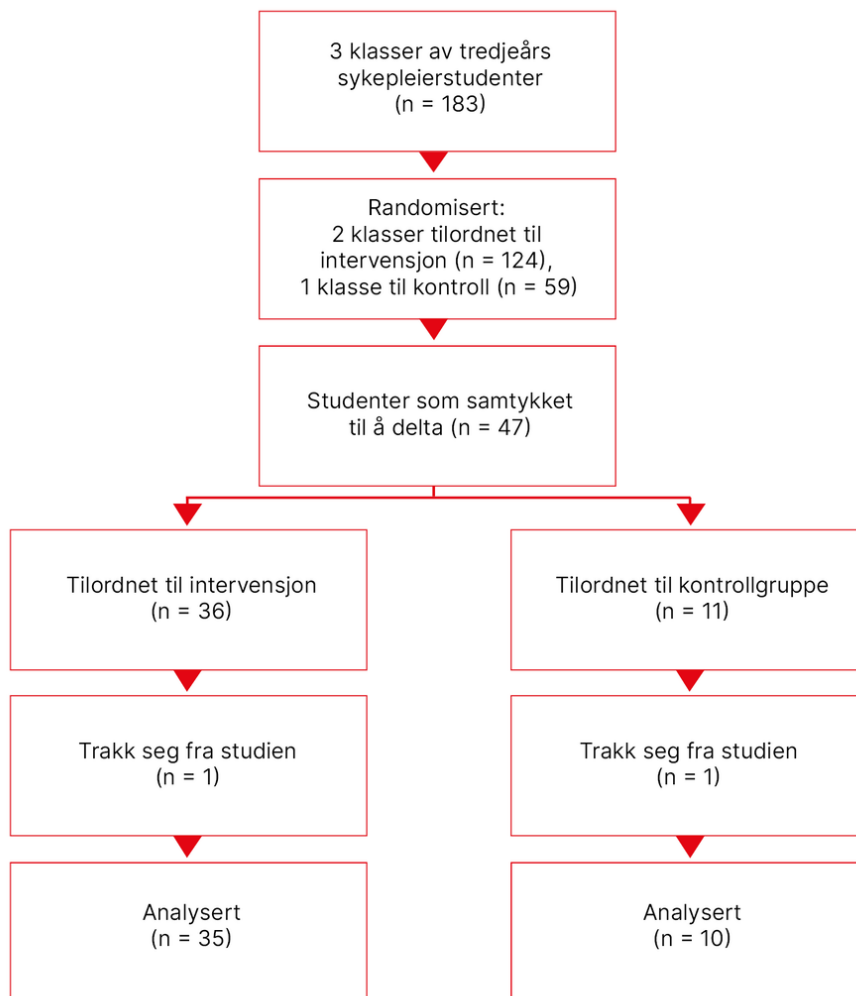 3 klasser av tredjeårs
sykepleierstudenter
(n = 183)
Randomisert:
2 klasser tilordnet til
intervensjon (n = 124),
1 klasse til kontroll (n = 59)
Studenter som samtykket
til å delta (n = 47)
Tilordnet til intervensjon
(n = 36)
Tilordnet til kontrollgruppe
(n = 11)
Trakk seg fra studien
(n = 1)
Trakk seg fra studien
(n = 1)
Analysert
(n = 35)
Analysert
(n = 10)